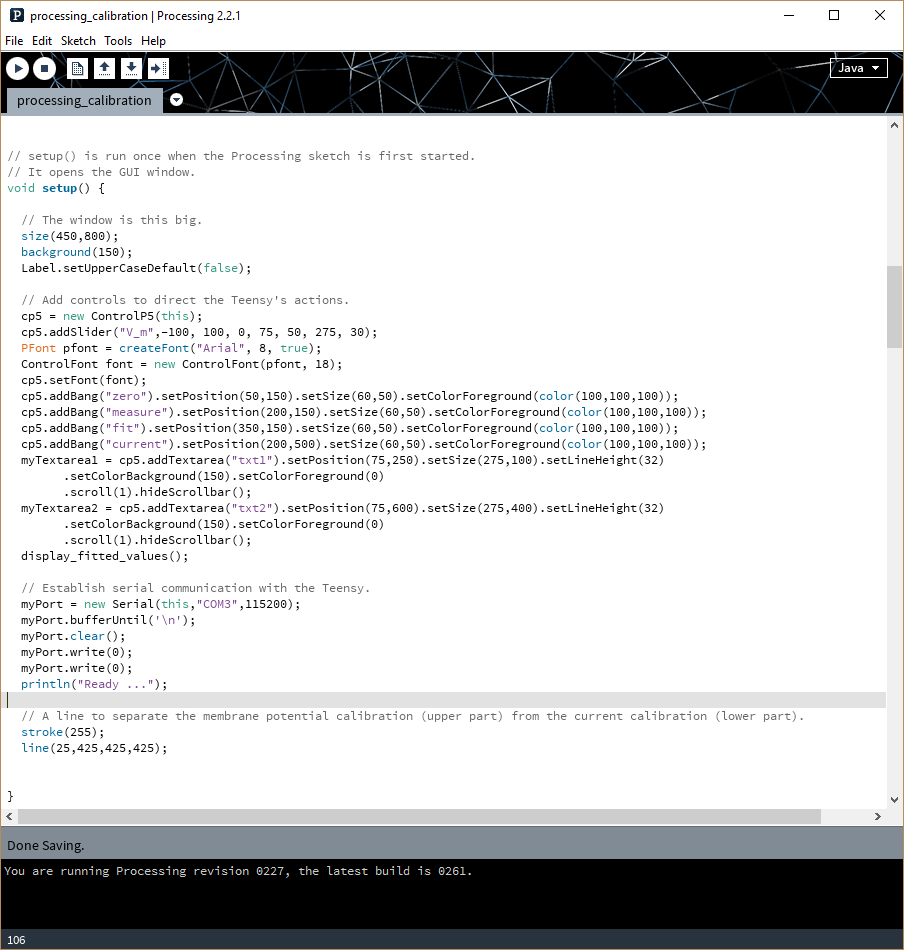 processing_calibration | Processing 2.2.1
File Edit Sketch Tools Help
Java
processing_calibration
// setup() is run once when the Processing sketch is first started.
// It opens the GUI window.
void setup() {
// The window is this big.
size(450,800);
background(150);
Label.setUpperCaseDefault(false);
// Add controls to direct the Teensy's actions.
cp5 = new ControlP5(this);
cp5.addSlider("V_m",-100, 100, 0, 75, 50, 275, 30);
PFont pfont = createFont("Arial", 8, true);
ControlFont font = new ControlFont(pfont, 18);
cp5.setFont(font);
cp5.addBang("zero").setPosition(50,150).setSize(60,50).setColorForeground(color(100,100,100));
cp5.addBang("measure").setPosition(200,150).setSize(60,50).setColorForeground(color(100,100,100));
cp5.addBang("fit").setPosition(350,150).setSize(60,50).setColorForeground(color(100,100,100));
cp5.addBang("current").setPosition(200,500).setSize(60,50).setColorForeground(color(100,100,100));
myTextarea1 = cp5.addTextarea("txt1").setPosition(75,250).setSize(275,100).setLineHeight(32)
.setColorBackground(150).setColorForeground(0)
.scroll(1).hideScrollbar();
myTextarea2 = cp5.addTextarea("txt2").setPosition(75,600).setSize(275,400).setLineHeight(32)
.setColorBackground(150).setColorForeground(0)
.scroll(1).hideScrollbar();
display_fitted_values();
// Establish serial communication with the Teensy.
myPort = new Serial(this,"COM3",115200);
myPort.bufferUntil('\n');
myPort.clear();
myPort.write(0);
myPort.write(0);
println("Ready ...");
// A line to separate the membrane potential calibration (upper part) from the current calibration (lower part).
stroke(255);
line(25,425,425,425);
}
Done Saving.
You are running Processing revision 0227, the latest build is 0261.
106